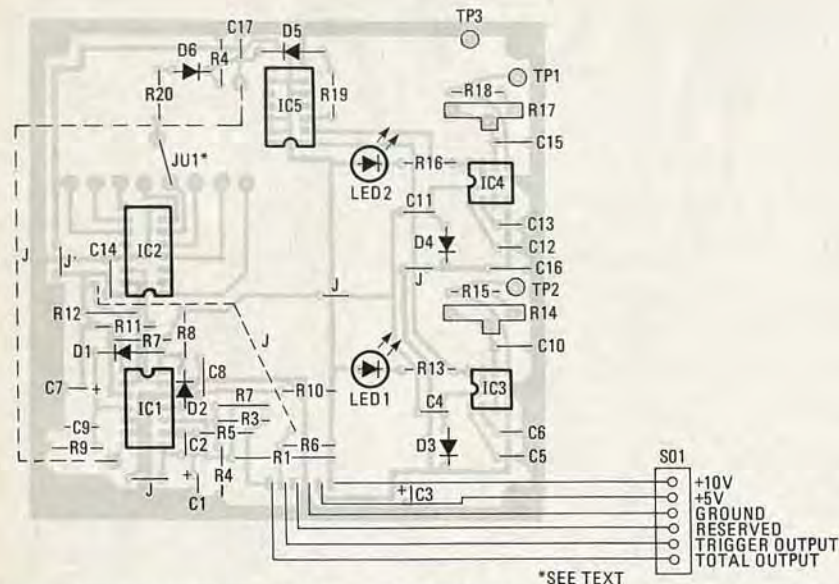 TP3
C17
D5
D6
R4
TP1
R20
IC5
R19
R18
R17
C15
JU1*
R16
IC4
LED2
C11
C13
IC2
D4
C12
J
J
C14
C16
J
J
R15
TP2
R12
R14
R11
R8
R7
J
C10
D1
C8
R13
IC3
C7
+
R10
LED1
IC1
D2
R7
C4
R3
C9
R5
R6
C6
C2
D3
R9
R1
C5
R4
SO1
J
+
C1
+
C3
+10V
+5V
GROUND
RESERVED
TRIGGER OUTPUT
TOTAL OUTPUT
*SEE TEXT